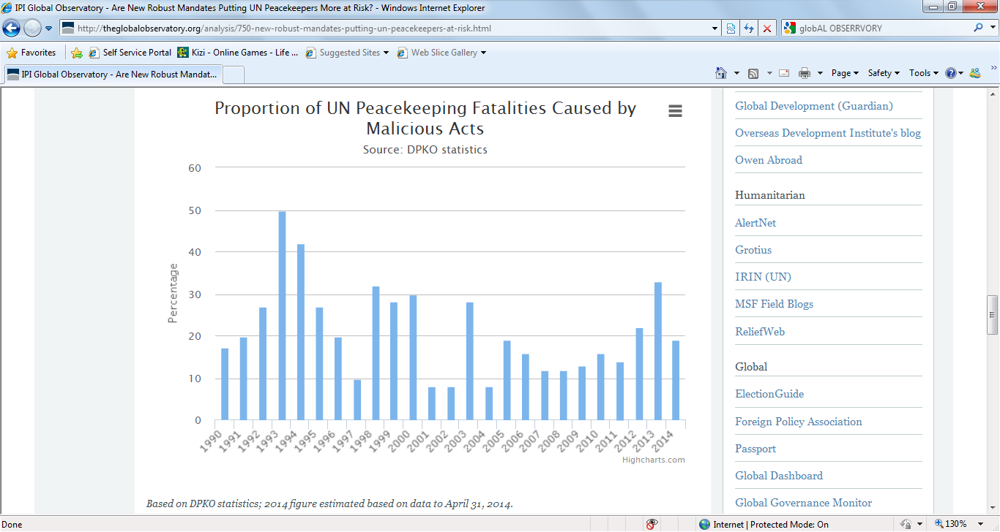 IPI Global Observatory - Are New Robust Mandates Putting UN Peacekeepers More at Risk? - Windows Internet Explorer
http://theglobalobservatory.org/analysis/750-new-robust-mandates-putting-un-peacekeepers-at-risk.html
globAL OBSERRVORY
Favorites
Self Service Portal
Kizi - Online Games - Life ...
Suggested Sites
Web Slice Gallery
IPI Global Observatory - Are New Robust Mandat...
Page
Safety
Tools
Proportion of UN Peacekeeping Fatalities Caused by
Malicious Acts
Source: DPKO statistics
Percentage
60
50
40
30
20
10
0
1990 1991 1992 1993 1994 1995 1996 1997 1998 1999 2000 2001 2002 2003 2004 2005 2006 2007 2008 2009 2010 2011 2012 2013 2014
Highcharts.com
Based on DPKO statistics; 2014 figure estimated based on data to April 31, 2014.
Global Development (Guardian)
Overseas Development Institute's blog
Owen Abroad
Humanitarian
AlertNet
Grotius
IRIN (UN)
MSF Field Blogs
ReliefWeb
Global
ElectionGuide
Foreign Policy Association
Passport
Global Dashboard
Global Governance Monitor
Done
Internet | Protected Mode: On
130%